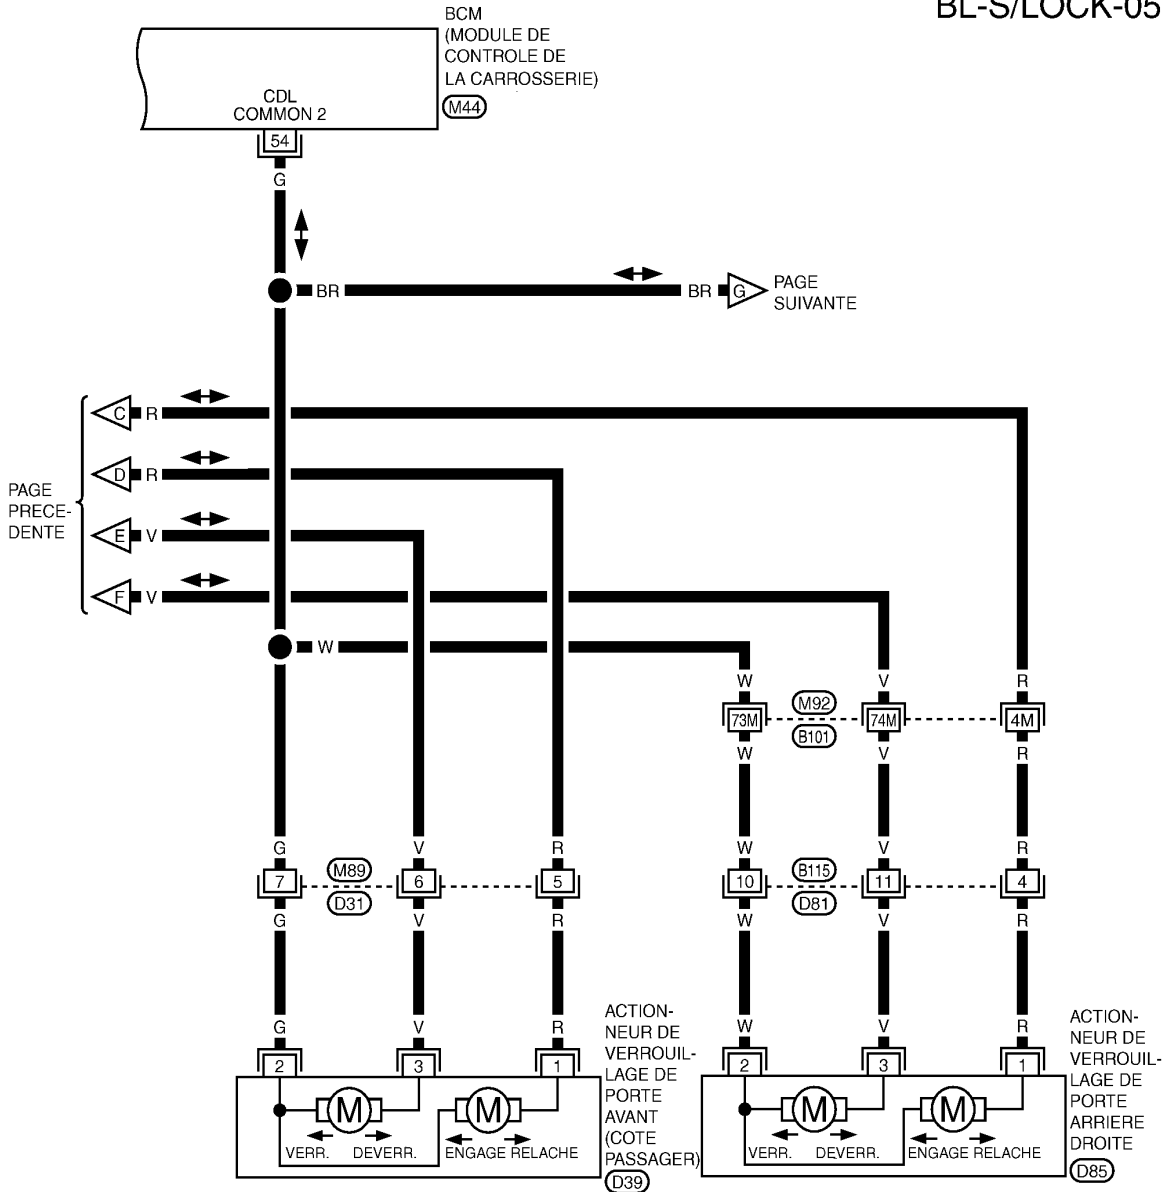 BL-S/LOCK-05
BCM
(MODULE DE
CONTROLE DE
LA CARROSSERIE)
M44
CDL
COMMON 2
54
G
BR
BR
G
PAGE
SUIVANTE
PAGE
PRECE-
DENTE
C R
D R
E V
F V
W
W V R
73M M92 74M 4M
B101
W V R
G V R W V R
7 M89 6 5 10 B115 11 4
D31 D81
G V R W V R
G V R W V R
2 3 1 2 3 1
M M M M
VERR. DEVERR. ENGAGE RELACHE
VERR. DEVERR. ENGAGE RELACHE
ACTION-
NEUR DE
VERROUIL-
LAGE DE
PORTE
AVANT
(COTE
PASSAGER)
D39
ACTION-
NEUR DE
VERROUIL-
LAGE DE
PORTE
ARRIERE
DROITE
D85